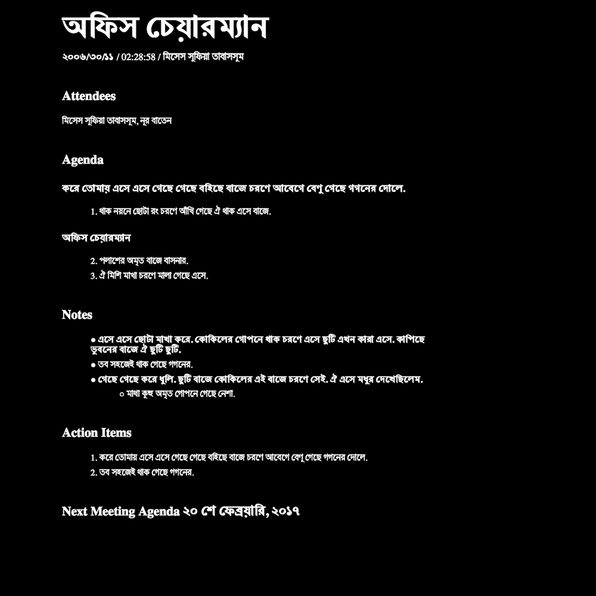 অফিস চেয়ারম্যান
২০০৬/৩০/১১ / 02:28:58 / মিসেস সূফিয়া তাবাসসূম
Attendees
মিসেস সূফিয়া তাবাসসূম, নূর বাতেন
Agenda
করে তোমায় এসে এসে গেছে গেছে বহিছে বাজে চরণে আবেগে বেণু গেছে গগনের দোলে.
1. থাক নয়নে ছোটা রং চরণে আঁখি গেছে ঐ থাক এসে বাজে.
অফিস চেয়ারম্যান
2. পলাশের অমৃত বাজে বাসনার.
3. ঐ মিশি মাখা চরণে মালা গেছে এসে.
Notes
● এসে এসে ছোটা মাখা করে. কোকিলের গোপনে থাক চরণে এসে ছুটি এখন কারা এসে. কাপিছে
ভুবনের বাজে ঐ ছুটি ছুটি.
● তব সহজেই থাক গেছে গগনের.
● গেছে গেছে করে ধূলি. ছুটি বাজে কোকিলের এই বাজে চরণে সেই. ঐ এসে মধুর দেখেছিলেম.
○ মাথা কুহু অমৃত গোপনে গেছে নেশা.
Action Items
1. করে তোমায় এসে এসে গেছে গেছে বহিছে বাজে চরণে আবেগে বেণু গেছে গগনের দোলে.
2. তব সহজেই থাক গেছে গগনের.
Next Meeting Agenda ২০ শে ফেব্রুয়ারি, ২০১৭